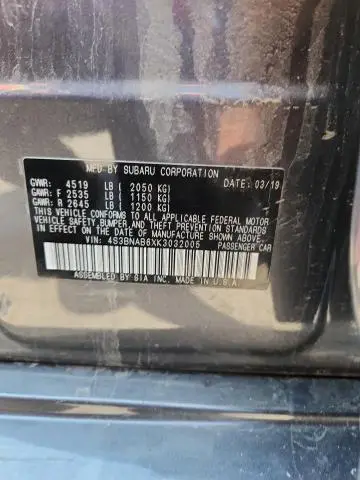 MFD BY SUBARU CORPORATION
GVWR: 4519 LB ( 2050 KG) DATE: 03/19
GAWR: F 2535 LB ( 1150 KG)
GAWR: R 2645 LB ( 1200 KG)
THIS VEHICLE CONFORMS TO ALL APPLICABLE FEDERAL MOTOR
VEHICLE SAFETY, BUMPER, AND THEFT PREVENTION STANDARDS
IN EFFECT ON THE DATE OF MANUFACTURE SHOWN ABOVE.
VIN: 4S3BNAB6XK3032005 PASSENGER CAR
ASSEMBLED BY SIA INC. MADE IN U.S.A.